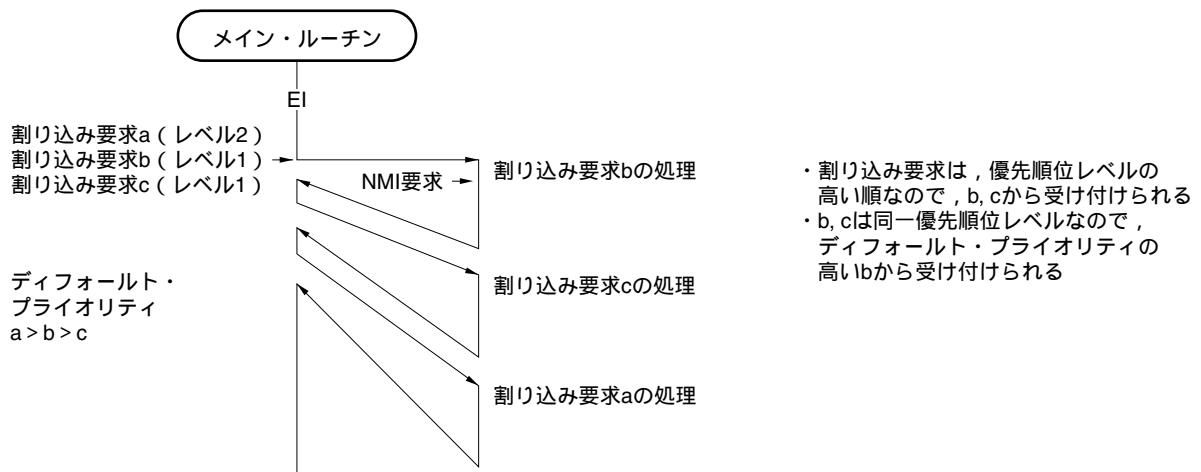 メイン・ルーチン
EI
割り込み要求a（レベル2）
割り込み要求b（レベル1）
割り込み要求c（レベル1）
NMI要求
割り込み要求bの処理
・割り込み要求は，優先順位レベルの
高い順なので，b, cから受け付けられる
・b, cは同一優先順位レベルなので，
ディフォールト・プライオリティの
高いbから受け付けられる
ディフォールト・
プライオリティ
a > b > c
割り込み要求cの処理
割り込み要求aの処理